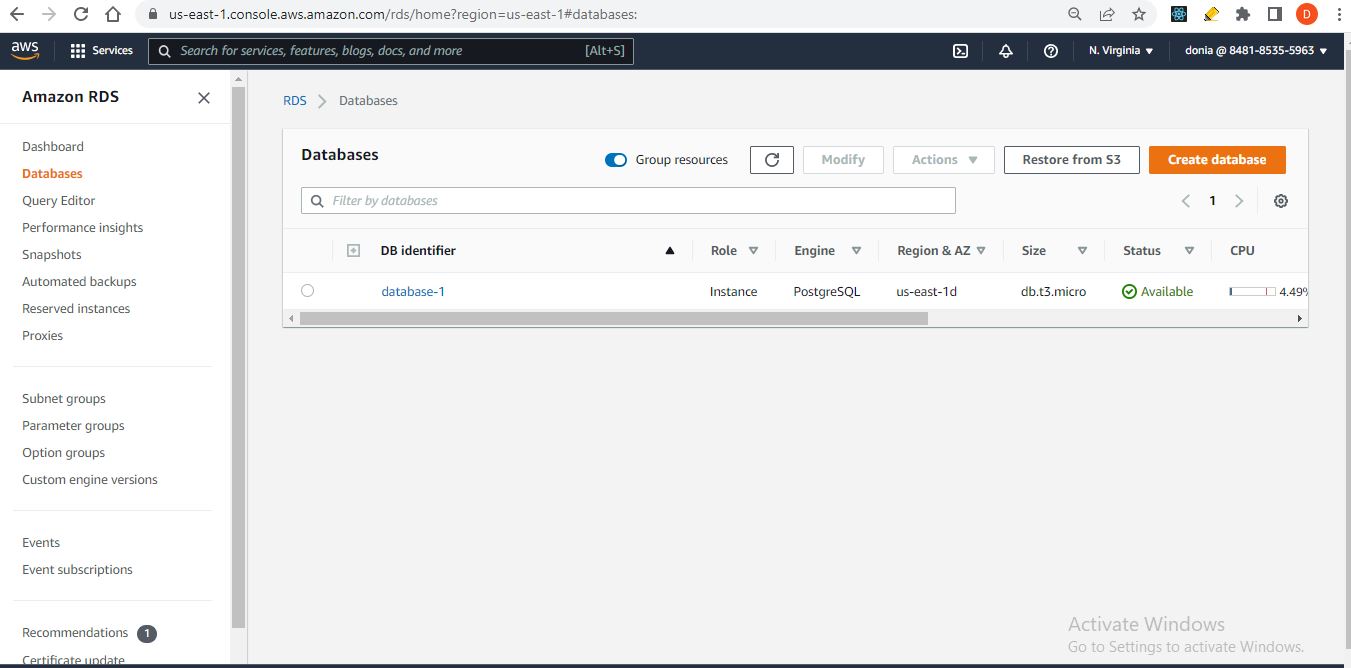 us-east-1.console.aws.amazon.com/rds/home?region=us-east-1#databases:
D
aws
Services
Search for services, features, blogs, docs, and more
[Alt+S]
N. Virginia
donia @ 8481-8535-5963
Amazon RDS
Dashboard
Databases
Query Editor
Performance insights
Snapshots
Automated backups
Reserved instances
Proxies
Subnet groups
Parameter groups
Option groups
Custom engine versions
Events
Event subscriptions
Recommendations 1
Certificate update
RDS Databases
Databases
Group resources
Modify
Actions
Restore from S3
Create database
Filter by databases
1
DB identifier Role Engine Region & AZ Size Status CPU
database-1 Instance PostgreSQL us-east-1d db.t3.micro Available 4.49%
Activate Windows
Go to Settings to activate Windows.